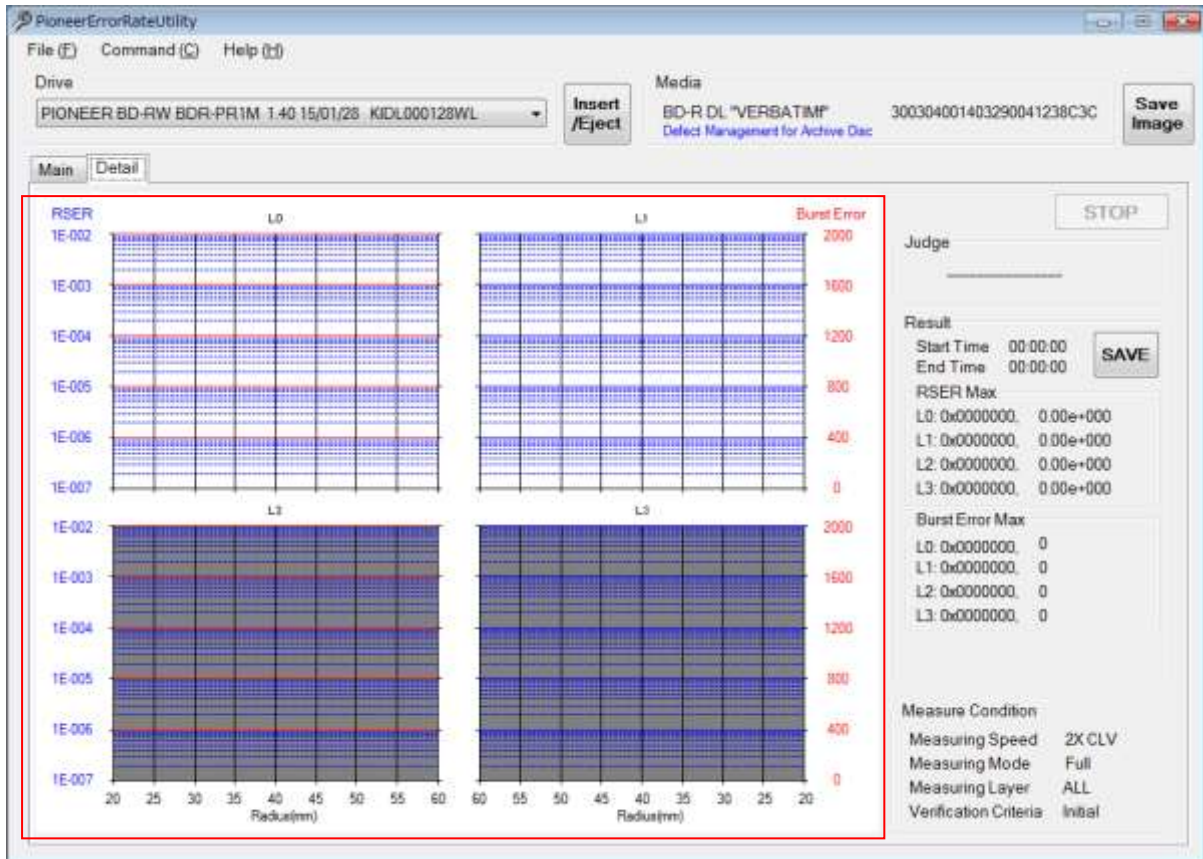 PioneerErrorRateUtility
File (F) Command (C) Help (H)
Drive
PIONEER BD-RW BDR-PR1M 1.40 15/01/28 KIDL000128WL
Insert
/Eject
Media
BD-R DL "VERBATIMf" 300304001403290041238C3C
Defect Management for Archive Disc
Save
Image
Main Detail
RSER L0 L1 Burst Error
1E-002 2000
1E-003 1600
1E-004 1200
1E-005 800
1E-006 400
1E-007 0
L2 L3
1E-002 2000
1E-003 1600
1E-004 1200
1E-005 800
1E-006 400
1E-007 0
20 25 30 35 40 45 50 55 60 60 55 50 45 40 35 30 25 20
Radius(mm) Radius(mm)
STOP
Judge
---------------------
Result
Start Time 00:00:00
End Time 00:00:00
SAVE
RSER Max
L0: 0x0000000, 0.00e+000
L1: 0x0000000, 0.00e+000
L2: 0x0000000, 0.00e+000
L3: 0x0000000, 0.00e+000
Burst Error Max
L0: 0x0000000, 0
L1: 0x0000000, 0
L2: 0x0000000, 0
L3: 0x0000000, 0
Measure Condition
Measuring Speed 2X CLV
Measuring Mode Full
Measuring Layer ALL
Verification Criteria Initial